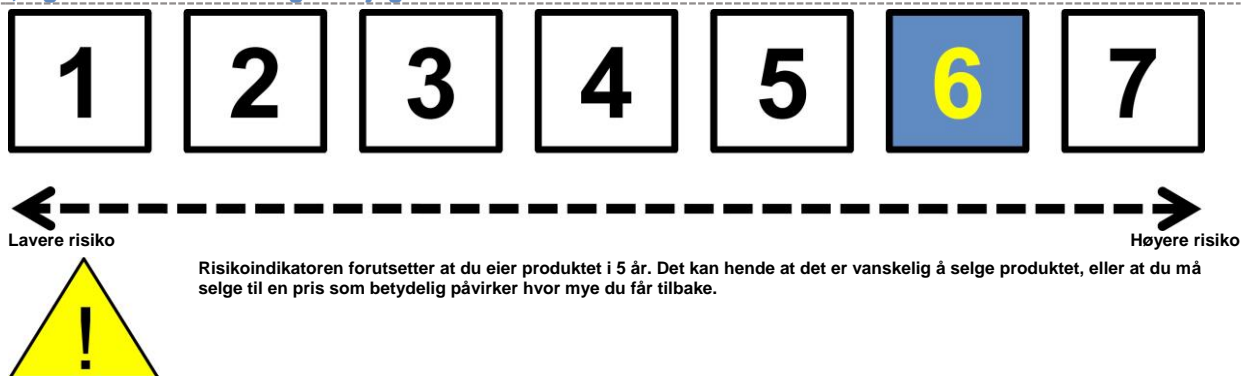 1 2 3 4 5 6 7
Lavere risiko Høyere risiko
Risikoindikatoren forutsetter at du eier produktet i 5 år. Det kan hende at det er vanskelig å selge produktet, eller at du må
selge til en pris som betydelig påvirker hvor mye du får tilbake.
!